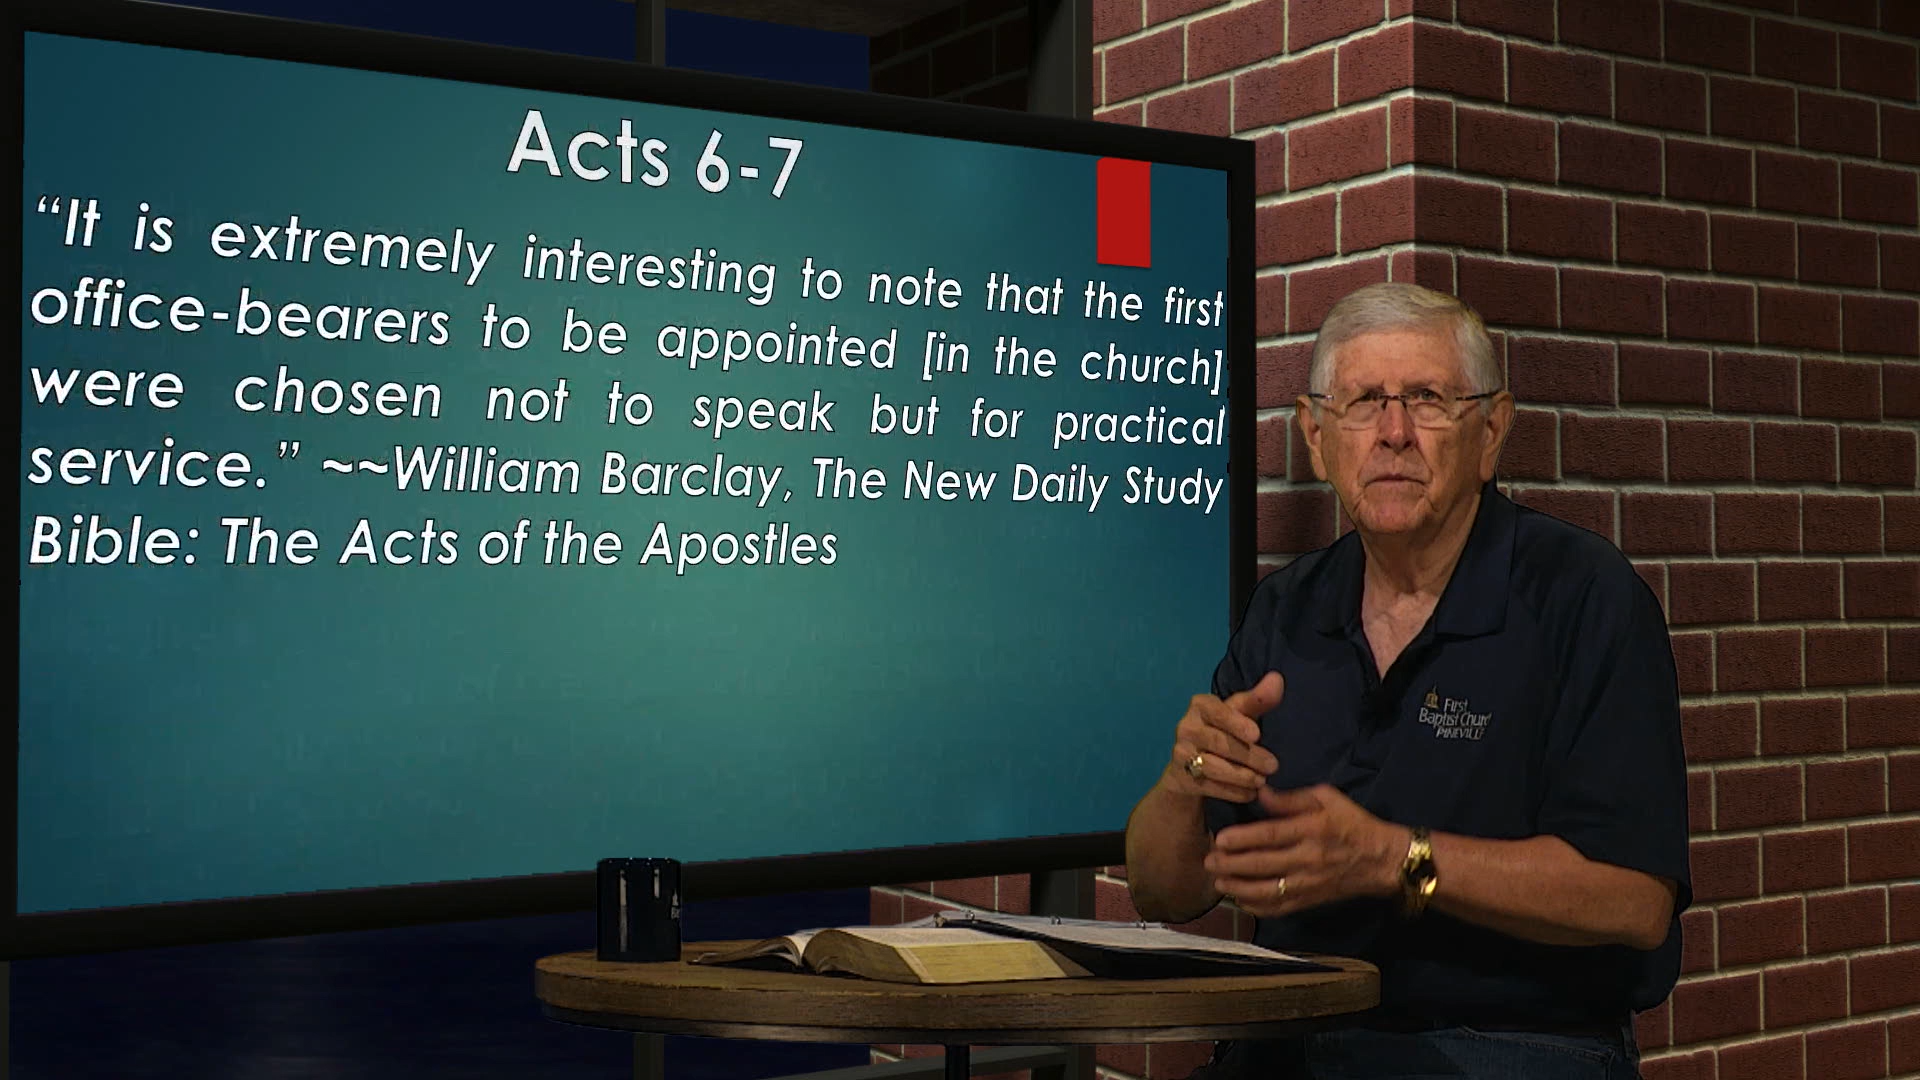 Acts 6-7
“It is extremely interesting to note that the first
office-bearers to be appointed [in the church]
were chosen not to speak but for practical
service.” ~~William Barclay, The New Daily Study
Bible: The Acts of the Apostles
First
Baptist Church
PINEVILLE